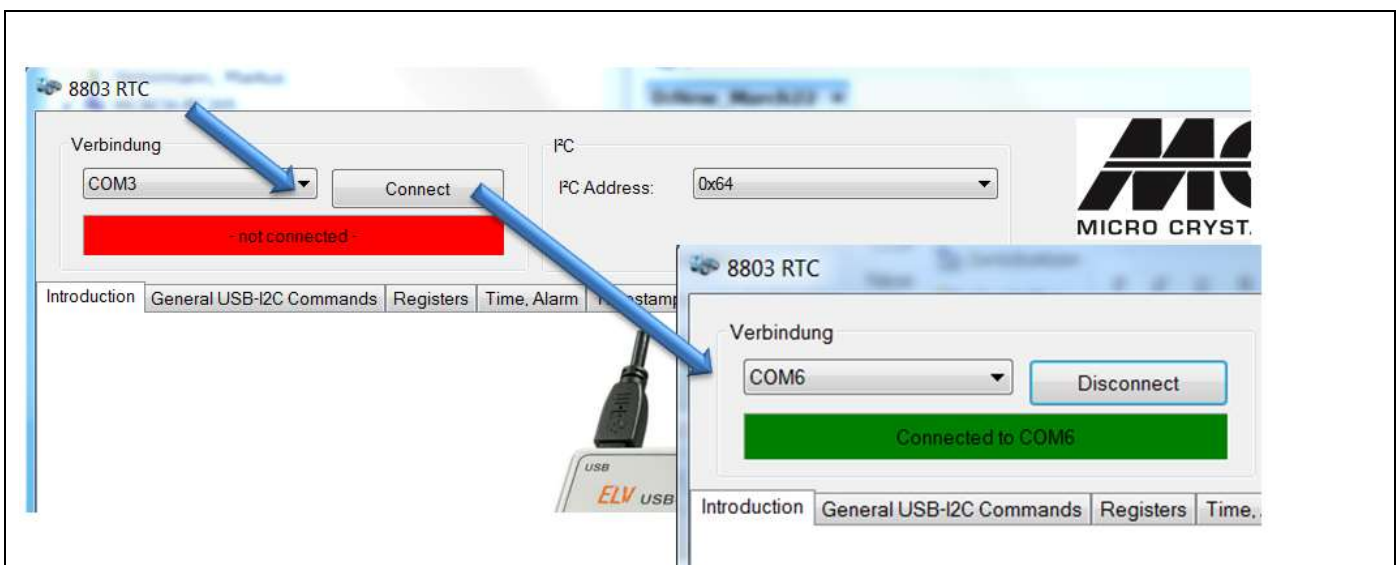 8803 RTC
Verbindung
COM3
Connect
- not connected -
I²C
I²C Address:
0x64
MICRO CRYST
Introduction
General USB-I2C Commands
Registers
Time, Alarm
USB
ELV USB
8803 RTC
Verbindung
COM6
Disconnect
Connected to COM6
Introduction
General USB-I2C Commands
Registers
Time,